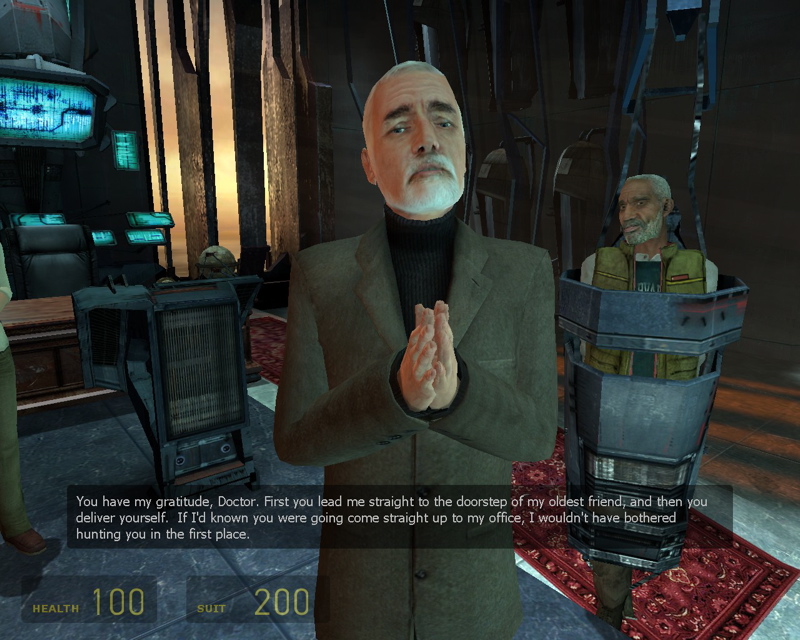 You have my gratitude, Doctor. First you lead me straight to the doorstep of my oldest friend, and then you
deliver yourself. If I'd known you were going come straight up to my office, I wouldn't have bothered
hunting you in the first place.
HEALTH 100 SUIT 200